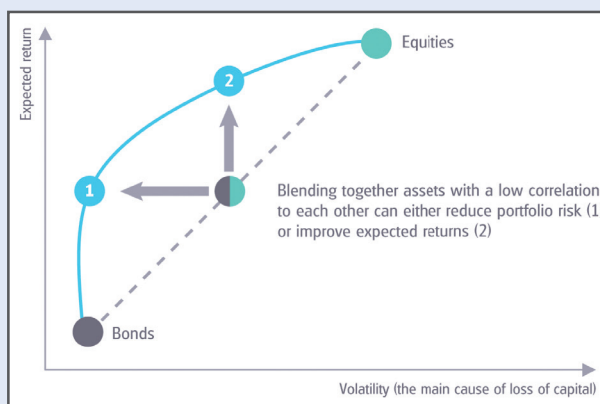 Expected return
Equities
2
1
Blending together assets with a low correlation
to each other can either reduce portfolio risk (1
or improve expected returns (2)
Bonds
Volatility (the main cause of loss of capital)